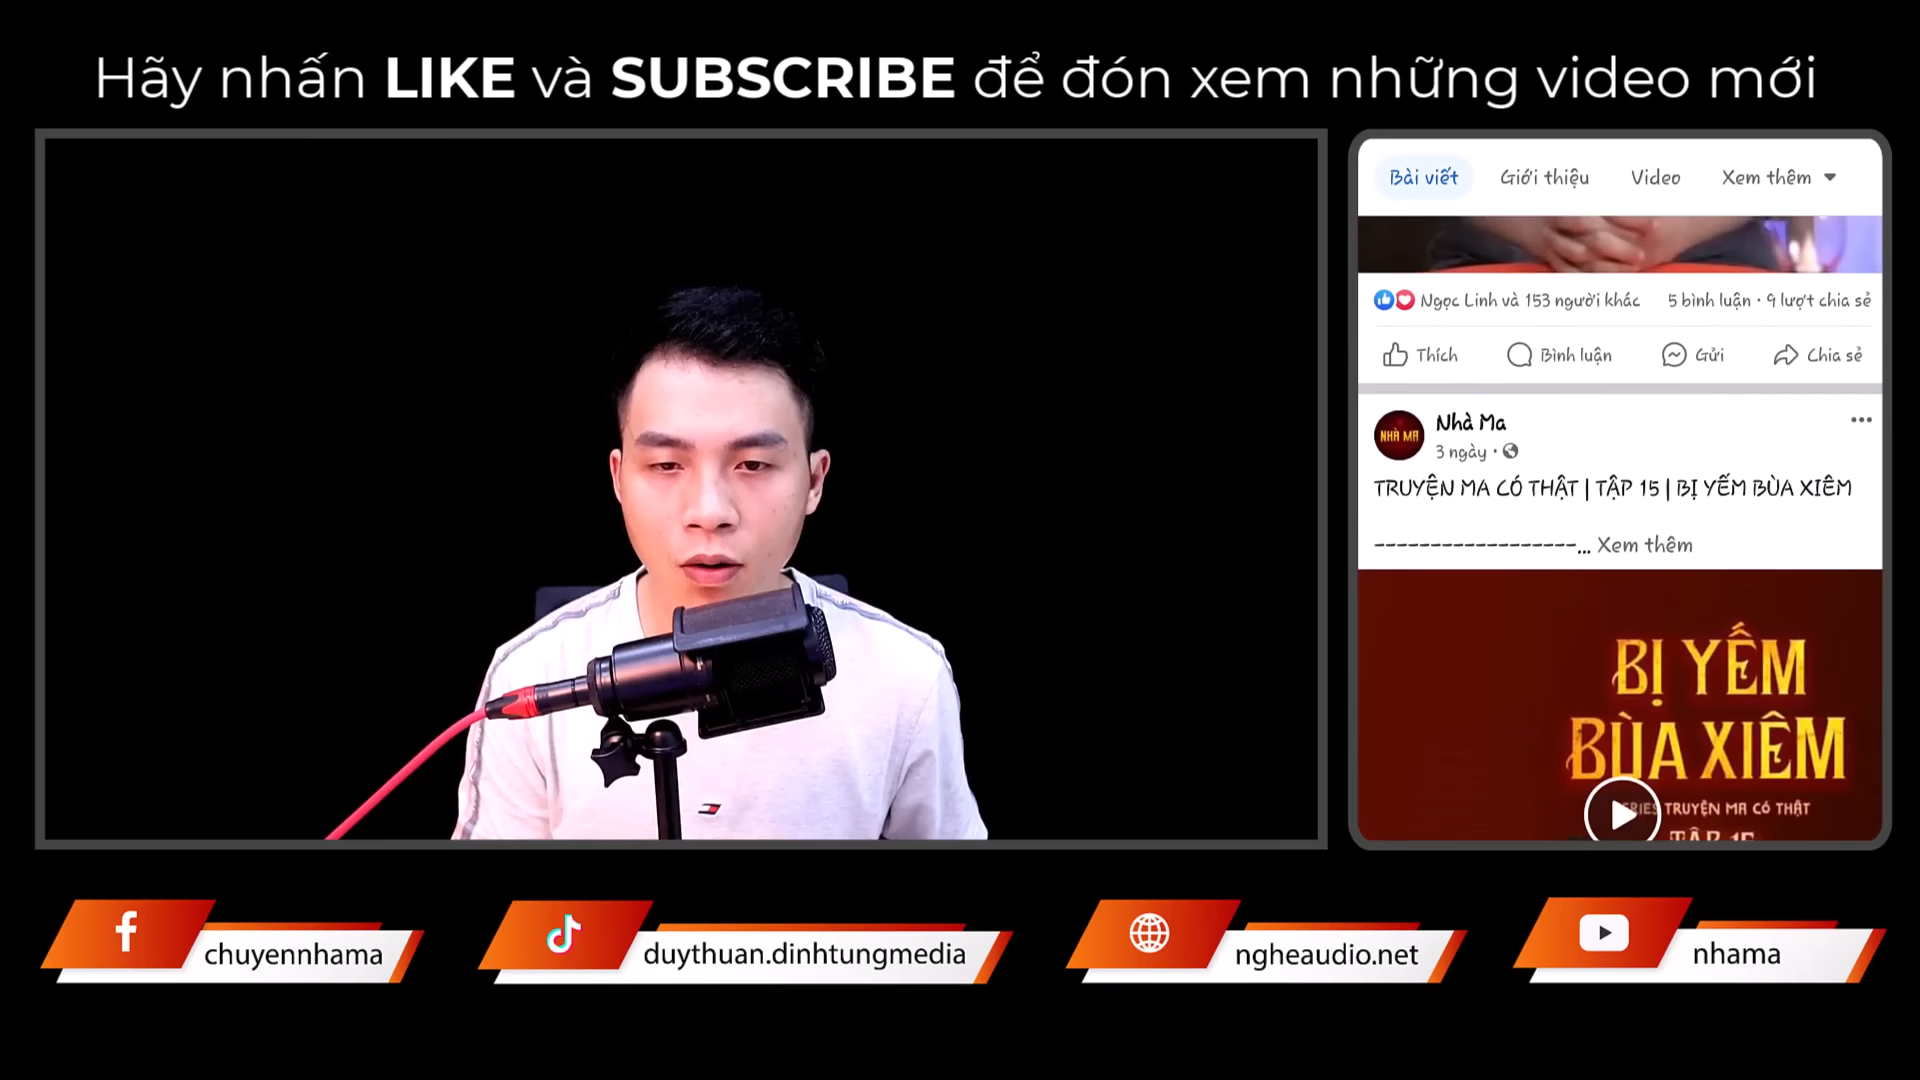 Hãy nhấn LIKE và SUBSCRIBE để đón xem những video mới
Bài viết Giới thiệu Video Xem thêm
Ngọc Linh và 153 người khác 5 bình luận · 9 lượt chia sẻ
Thích Bình luận Gửi Chia sẻ
NHÀ MA
Nhà Ma
3 ngày ·
TRUYỆN MA CÓ THẬT | TẬP 15 | BỊ YẾM BÙA XIÊM
------------------... Xem thêm
BỊ YẾM
BÙA XIÊM
SERIES TRUYỆN MA CÓ THẬT
TẬP 15
chuyennhama
duythuan.dinhtungmedia
ngheaudio.net
nhama